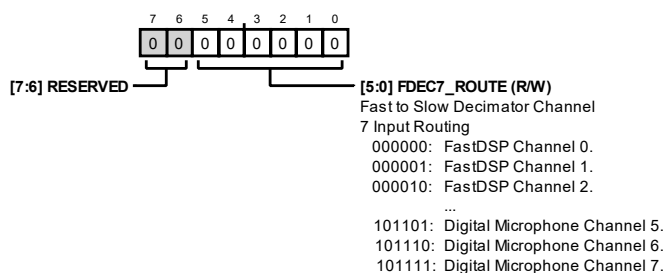 7 6 5 4 3 2 1 0
0 0 0 0 0 0 0 0
[7:6] RESERVED
[5:0] FDEC7_ROUTE (R/W)
Fast to Slow Decimator Channel
7 Input Routing
000000: FastDSP Channel 0.
000001: FastDSP Channel 1.
000010: FastDSP Channel 2.
...
101101: Digital Microphone Channel 5.
101110: Digital Microphone Channel 6.
101111: Digital Microphone Channel 7.